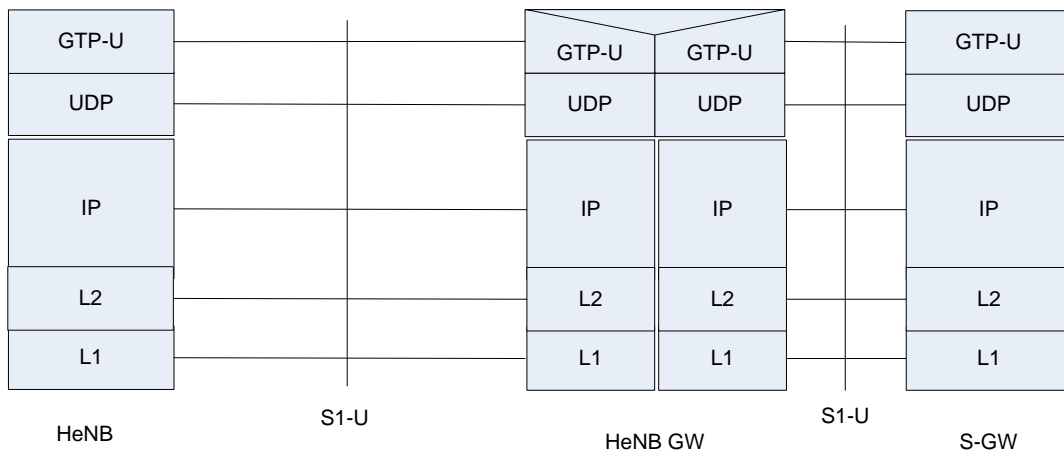 GTP-U GTP-U GTP-U GTP-U
UDP UDP UDP UDP
IP IP IP IP
L2 L2 L2 L2
L1 L1 L1 L1
S1-U S1-U
HeNB HeNB GW S-GW